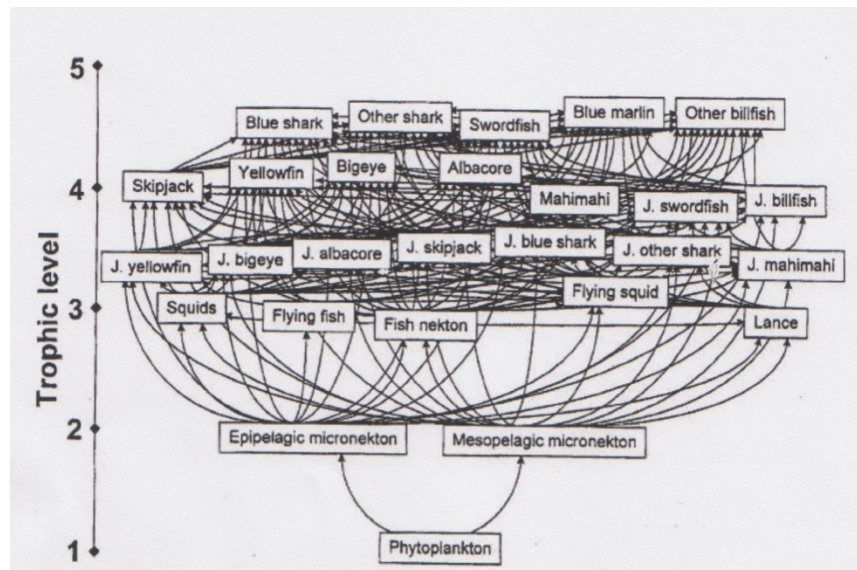 5
Blue shark
Other shark
Swordfish
Blue marlin
Other billfish
4
Skipjack
Yellowfin
Bigeye
Albacore
Mahimahi
J. swordfish
J. billfish
J. yellowfin
J. bigeye
J. albacore
J. skipjack
J. blue shark
J. other shark
J. mahimahi
3
Squids
Flying fish
Fish nekton
Flying squid
Lance
Trophic level
2
Epipelagic micronekton
Mesopelagic micronekton
1
Phytoplankton